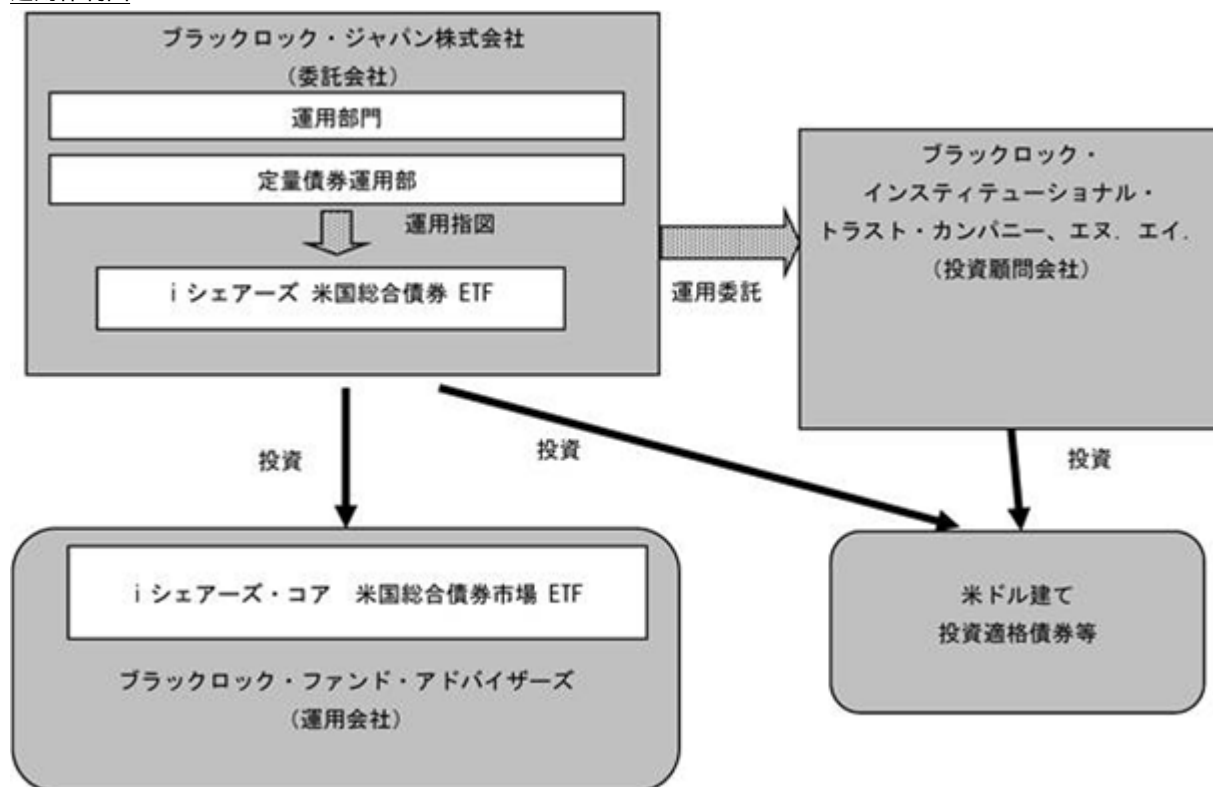 ブラックロック・ジャパン株式会社
（委託会社）
運用部門
定量債券運用部
運用指図
i シェアーズ 米国総合債券 ETF
運用委託
ブラックロック・
インスティテューショナル・
トラスト・カンパニー、エヌ．エイ．
（投資顧問会社）
投資
投資
投資
i シェアーズ・コア　米国総合債券市場 ETF
ブラックロック・ファンド・アドバイザーズ
（運用会社）
米ドル建て
投資適格債券等